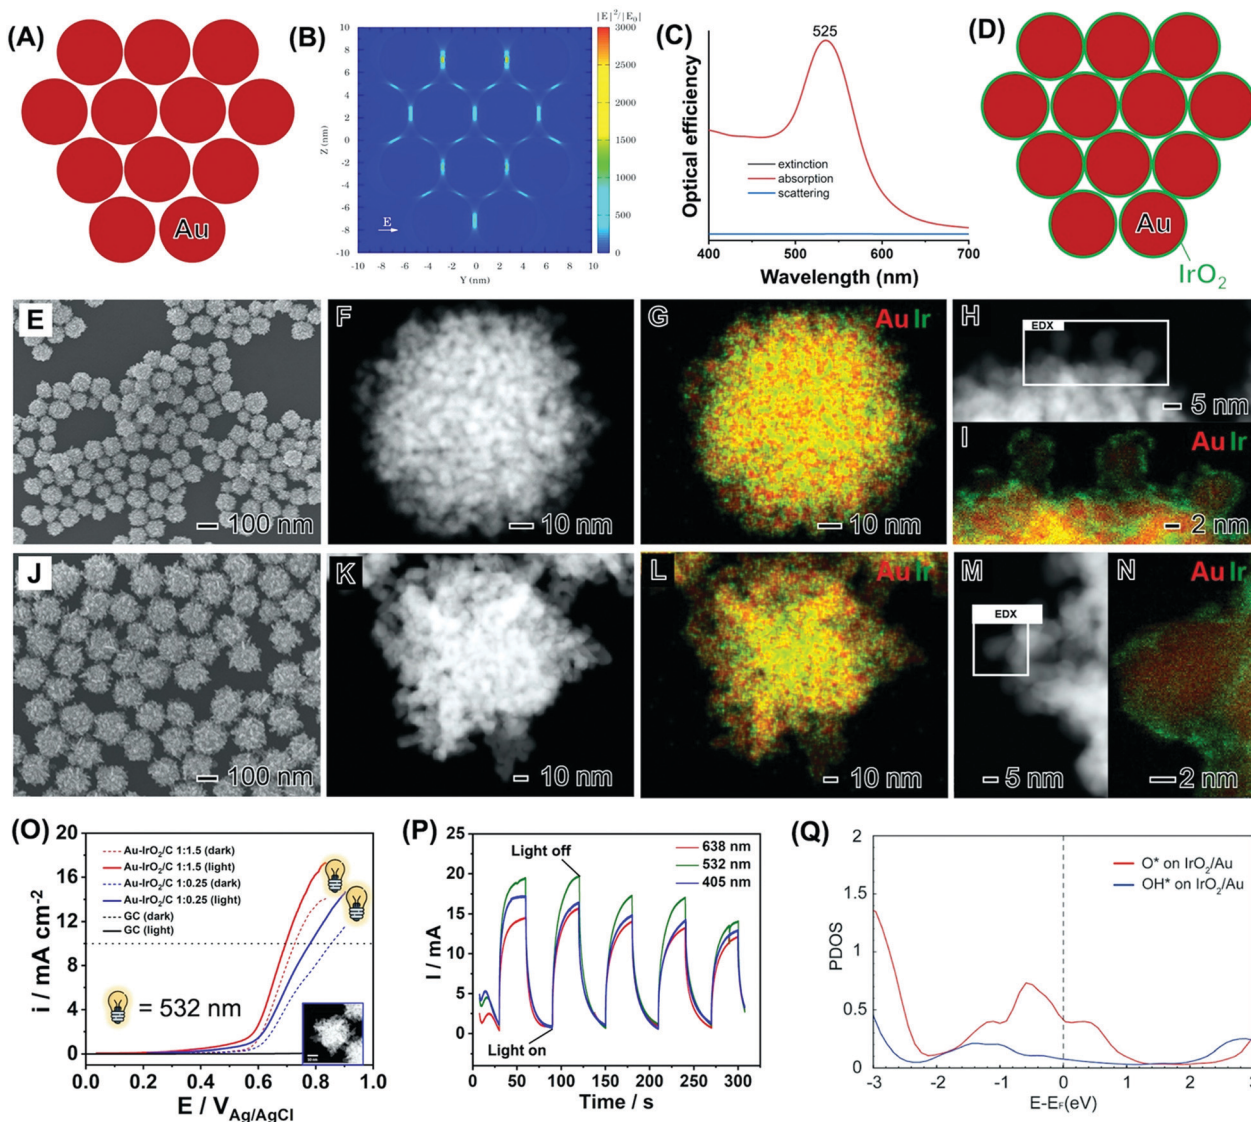 (A)
Au
(B)
|E|²/|E₀|
10
8
6
4
2
0
-2
-4
-6
-8
-10
Z (nm)
-10 -8 -6 -4 -2 0 2 4 6 8 10
Y (nm)
E
3000
2500
2000
1500
1000
500
0
(C)
525
Optical efficiency
extinction
absorption
scattering
400 500 600 700
Wavelength (nm)
(D)
Au
IrO₂
E
100 nm
F
10 nm
G
Au Ir
10 nm
H
EDX
5 nm
I
Au Ir
2 nm
J
100 nm
K
10 nm
L
Au Ir
10 nm
M
EDX
5 nm
N
Au Ir
2 nm
(O)
i / mA cm⁻²
20
16
12
8
4
0
Au-IrO₂/C 1:1.5 (dark)
Au-IrO₂/C 1:1.5 (light)
Au-IrO₂/C 1:0.25 (dark)
Au-IrO₂/C 1:0.25 (light)
GC (dark)
GC (light)
= 532 nm
0.0 0.2 0.4 0.6 0.8 1.0
E / V Ag/AgCl
(P)
I / mA
25
20
15
10
5
0
Light off
Light on
638 nm
532 nm
405 nm
0 50 100 150 200 250 300
Time / s
(Q)
PDOS
2
1.5
1
0.5
0
O* on IrO₂/Au
OH* on IrO₂/Au
-3 -2 -1 0 1 2 3
E-E_F(eV)